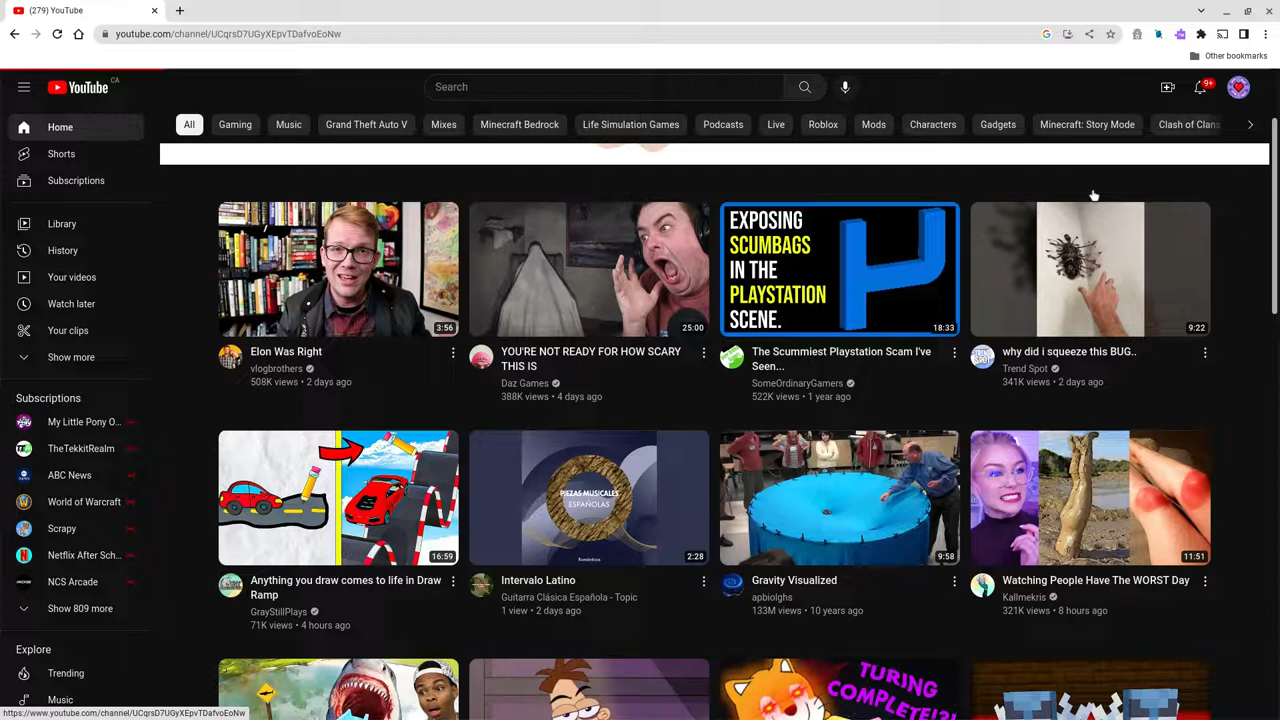 (279) YouTube
youtube.com/channel/UCqrsD7UGyXEpvTDafvoEoNw
Other bookmarks
YouTube CA
Search
9+
All Gaming Music Grand Theft Auto V Mixes Minecraft Bedrock Life Simulation Games Podcasts Live Roblox Mods Characters Gadgets Minecraft: Story Mode Clash of Clans
Home
Shorts
Subscriptions
Library
History
Your videos
Watch later
Your clips
Show more
Subscriptions
My Little Pony O...
TheTekkitRealm
ABC News
World of Warcraft
Scrapy
Netflix After Sch...
NCS Arcade
Show 809 more
Explore
Trending
Music
3:56
Elon Was Right
vlogbrothers
508K views • 2 days ago
25:00
YOU'RE NOT READY FOR HOW SCARY
THIS IS
Daz Games
388K views • 4 days ago
EXPOSING
SCUMBAGS
IN THE
PLAYSTATION
SCENE.
18:33
The Scummiest Playstation Scam I've
Seen...
SomeOrdinaryGamers
522K views • 1 year ago
9:22
why did i squeeze this BUG..
Trend Spot
341K views • 2 days ago
16:59
Anything you draw comes to life in Draw
Ramp
GrayStillPlays
71K views • 4 hours ago
PIEZAS MUSICALES
ESPAÑOLAS
Románticos
2:28
Intervalo Latino
Guitarra Clásica Española - Topic
1 view • 2 days ago
9:58
Gravity Visualized
apbiolghs
133M views • 10 years ago
11:51
Watching People Have The WORST Day
Kallmekris
321K views • 8 hours ago
TURING
COMPLETE!?!
https://www.youtube.com/channel/UCqrsD7UGyXEpvTDafvoEoNw